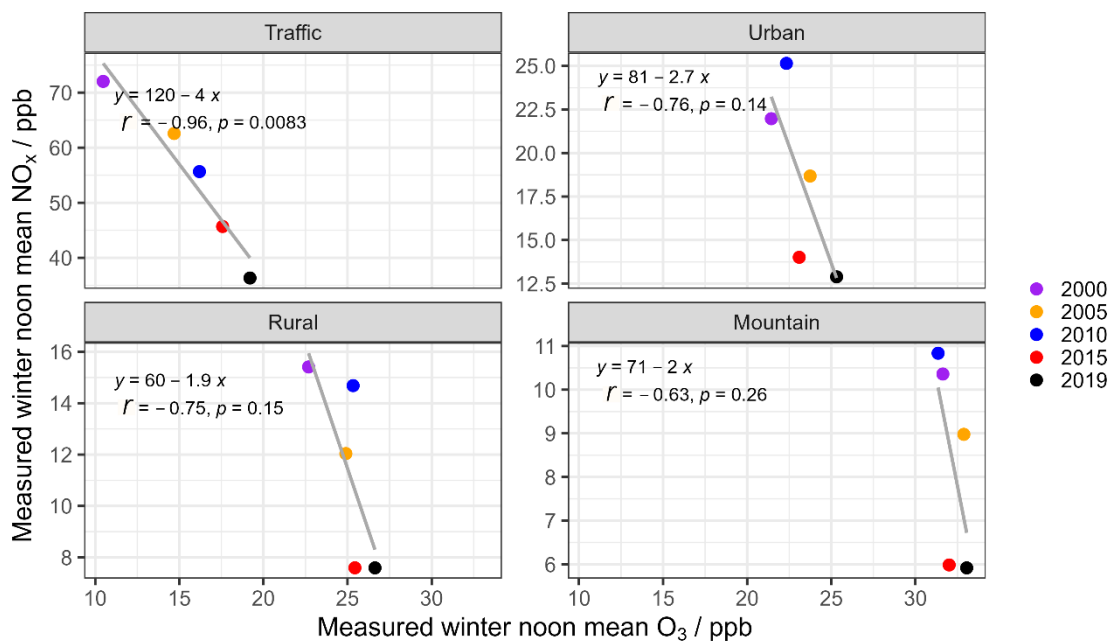 Traffic
Urban
y = 120 − 4 x
r = −0.96, p = 0.0083
y = 81 − 2.7 x
r = −0.76, p = 0.14
70
60
50
40
25.0
22.5
20.0
17.5
15.0
12.5
Rural
Mountain
y = 60 − 1.9 x
r = −0.75, p = 0.15
y = 71 − 2 x
r = −0.63, p = 0.26
16
14
12
10
8
11
10
9
8
7
6
10 15 20 25 30
10 15 20 25 30
Measured winter noon mean O₃ / ppb
Measured winter noon mean NOₓ / ppb
2000
2005
2010
2015
2019